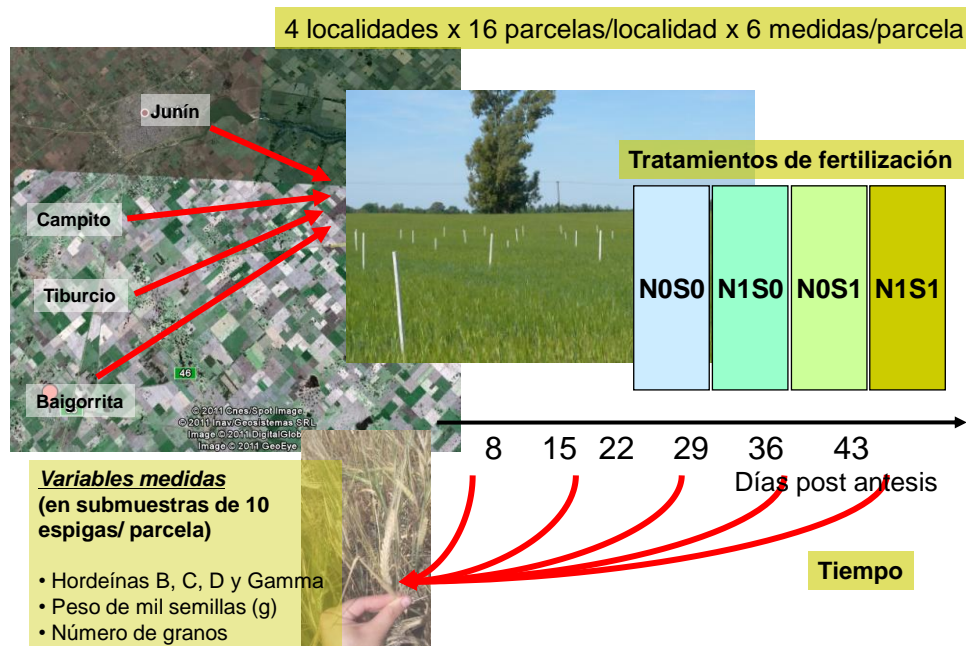 4 localidades x 16 parcelas/localidad x 6 medidas/parcela
Junín
Campito
Tiburcio
Baigorrita
46
© 2011 Cnes/Spot Image
© 2011 Inav/Geosistemas SRL
Image © 2011 DigitalGlob
Image © 2011 GeoEye
Tratamientos de fertilización
N0S0 N1S0 N0S1 N1S1
8 15 22 29 36 43
Días post antesis
Tiempo
Variables medidas
(en submuestras de 10
espigas/ parcela)
• Hordeínas B, C, D y Gamma
• Peso de mil semillas (g)
• Número de granos